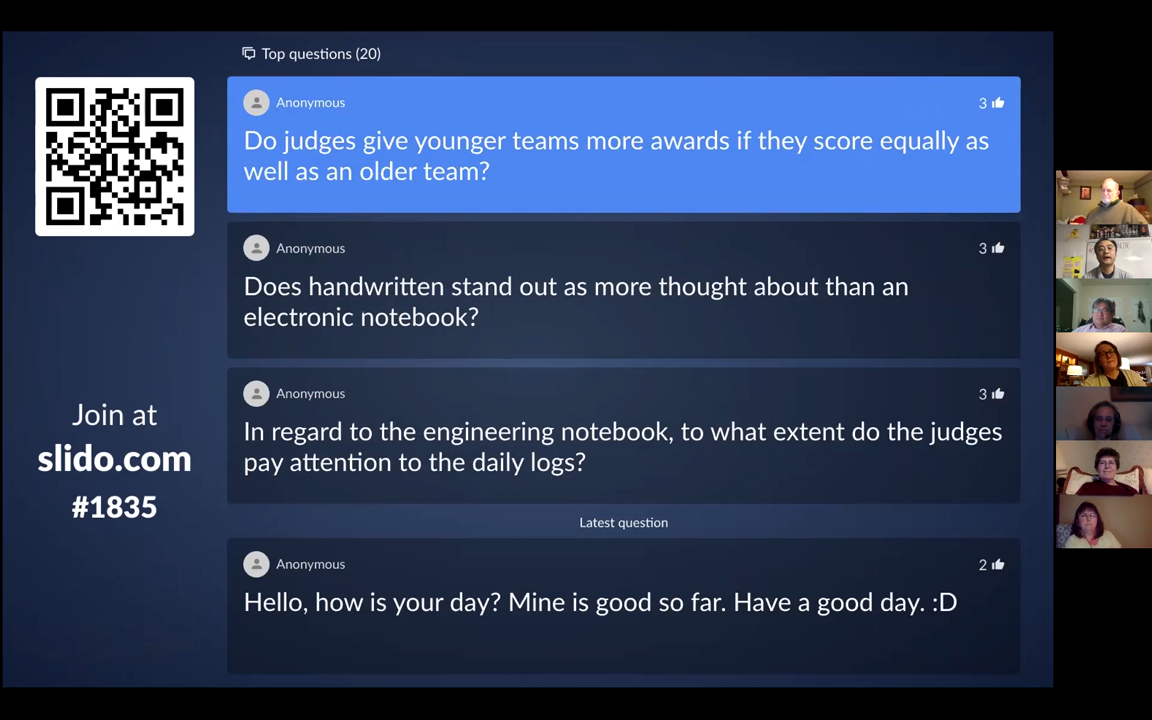 Top questions (20)
Anonymous
3
Do judges give younger teams more awards if they score equally as
well as an older team?
Anonymous
3
Does handwritten stand out as more thought about than an
electronic notebook?
Anonymous
3
In regard to the engineering notebook, to what extent do the judges
pay attention to the daily logs?
Join at
slido.com
#1835
Latest question
Anonymous
2
Hello, how is your day? Mine is good so far. Have a good day. :D